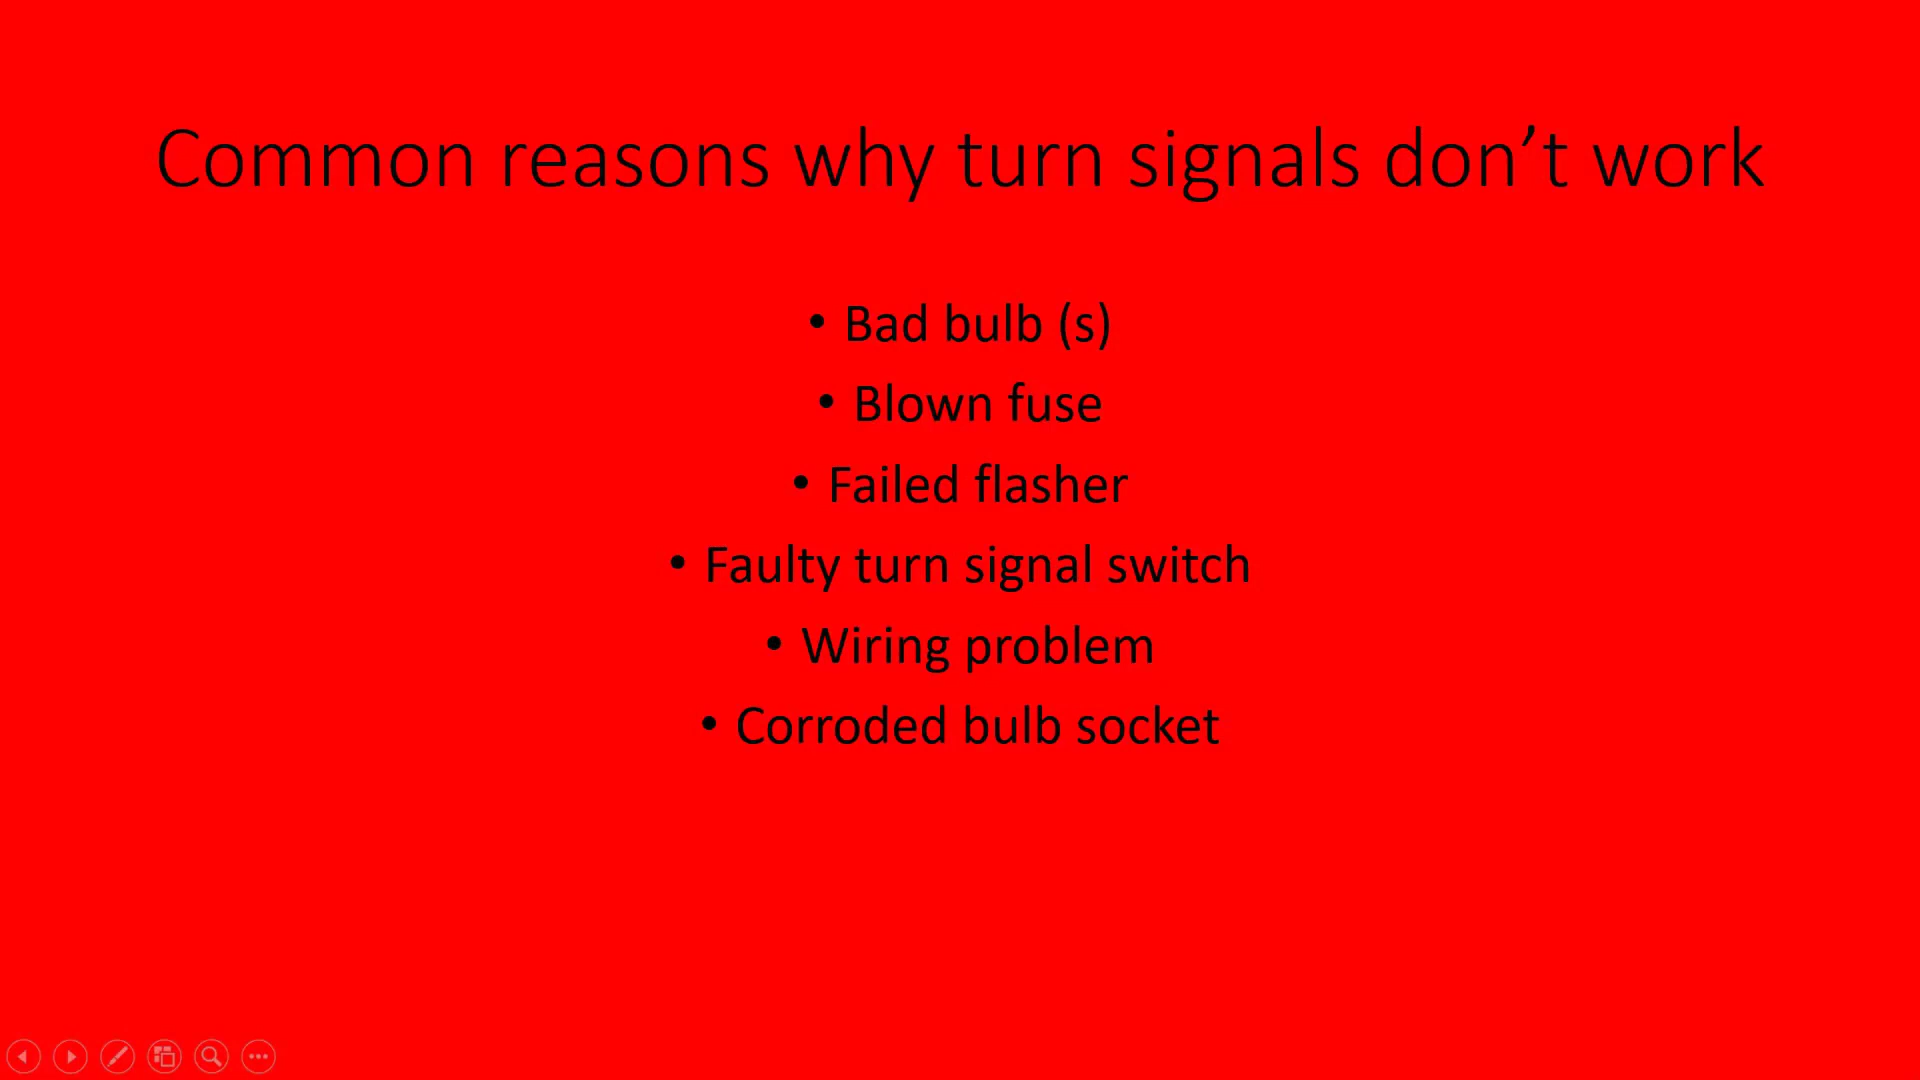 Common reasons why turn signals don’t work
• Bad bulb (s)
• Blown fuse
• Failed flasher
• Faulty turn signal switch
• Wiring problem
• Corroded bulb socket